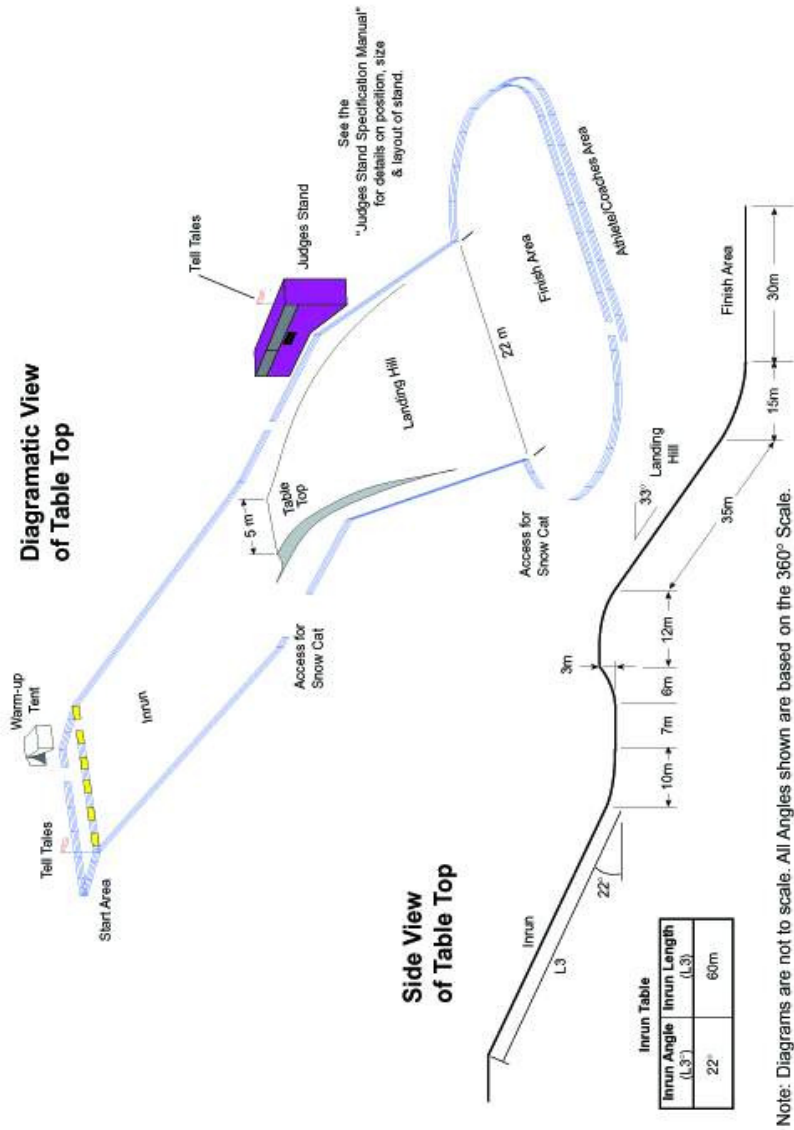 Diagramatic View
of Table Top
Warm-up
Tent
Tell Tales
Start Area
Inrun
Access for
Snow Cat
5 m
Table
Top
Landing Hill
Tell Tales
Judges Stand
See the
"Judges Stand Specification Manual"
for details on position, size
& layout of stand.
22 m
Finish Area
Athlete/Coaches Area
Access for
Snow Cat
Side View
of Table Top
Inrun
L3
22°
10m
7m
6m
3m
12m
33°
Landing
Hill
35m
15m
30m
Finish Area
Inrun Table
Inrun Angle Inrun Length
(L3°) (L3)
22° 60m
Note: Diagrams are not to scale. All Angles shown are based on the 360° Scale.